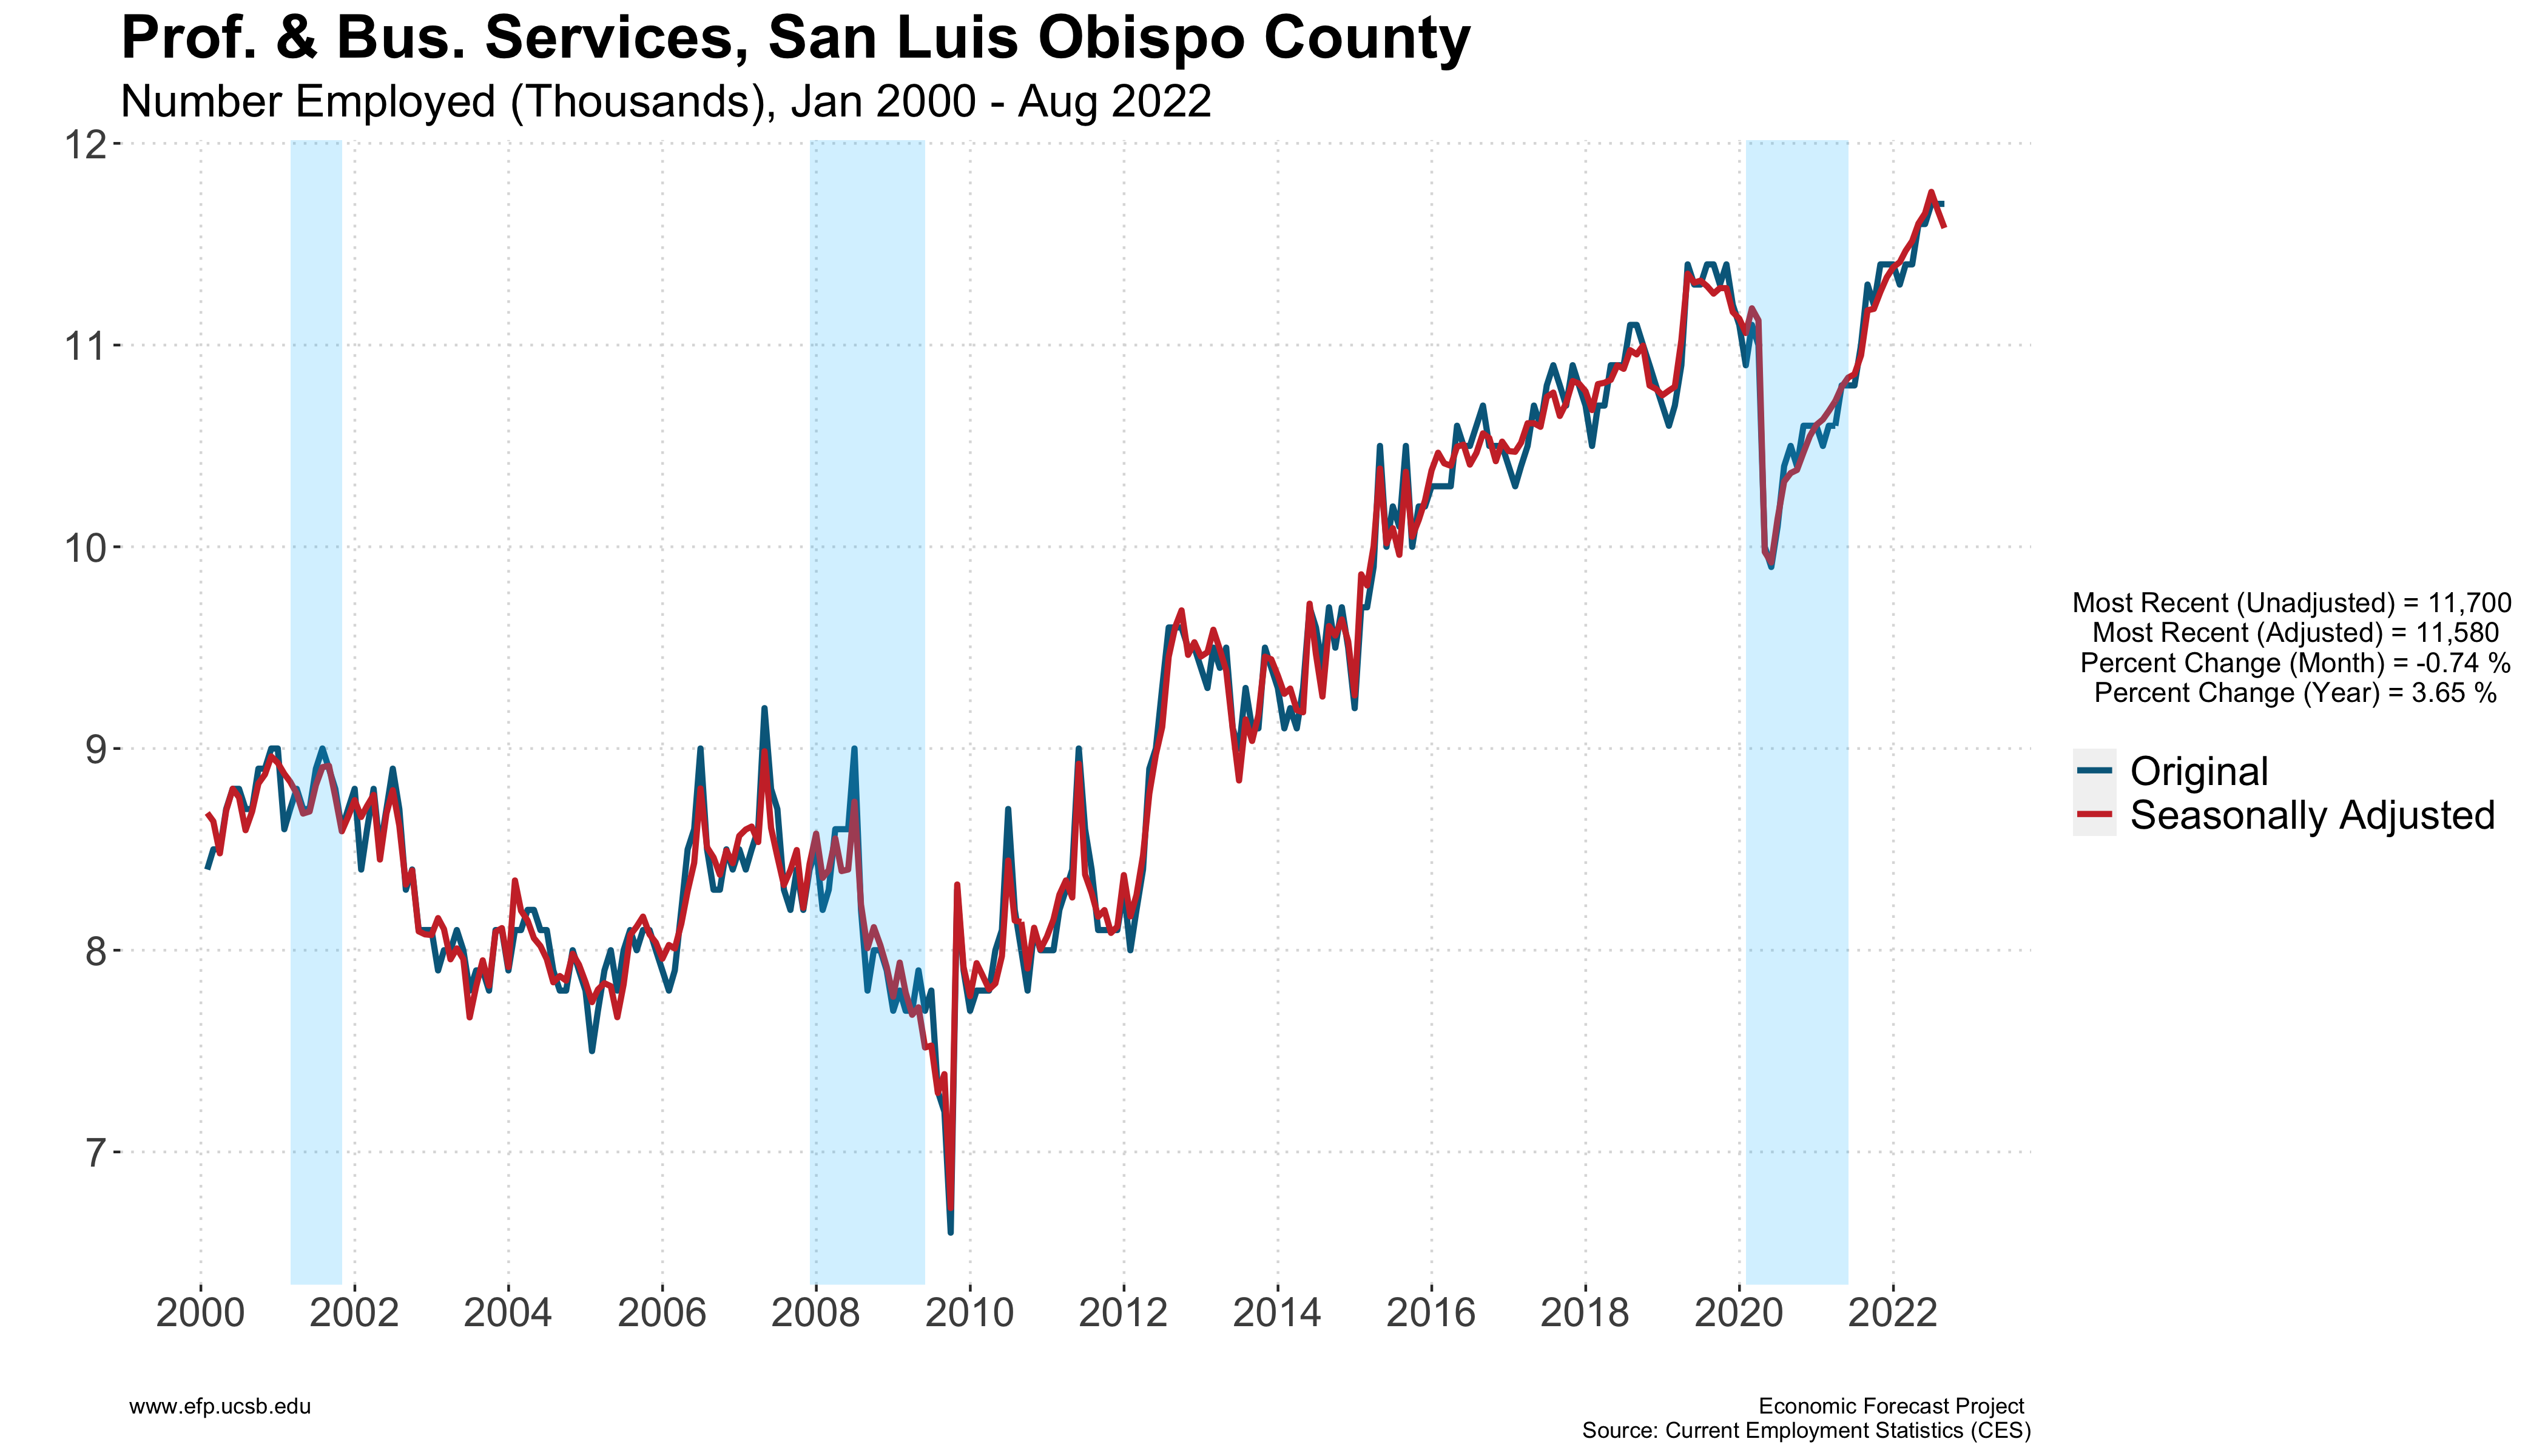 Prof. & Bus. Services, San Luis Obispo County
Number Employed (Thousands), Jan 2000 - Aug 2022
12
11
10
9
8
7
2000 2002 2004 2006 2008 2010 2012 2014 2016 2018 2020 2022
Most Recent (Unadjusted) = 11,700
Most Recent (Adjusted) = 11,580
Percent Change (Month) = -0.74 %
Percent Change (Year) = 3.65 %
Original
Seasonally Adjusted
www.efp.ucsb.edu
Economic Forecast Project
Source: Current Employment Statistics (CES)